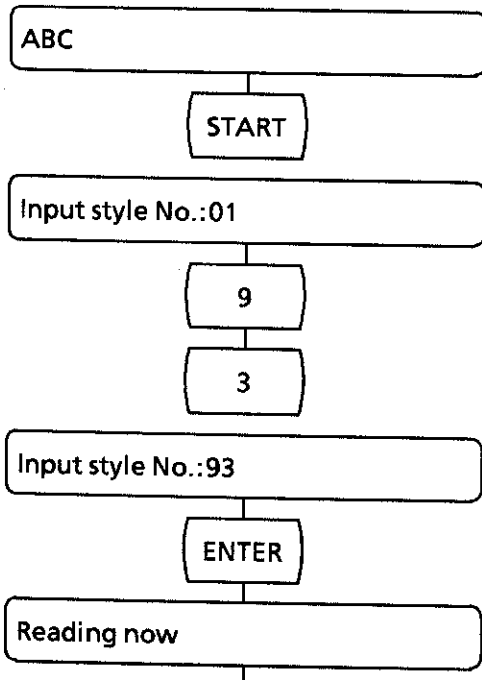 ABC
START
Input style No.:01
9
3
Input style No.:93
ENTER
Reading now